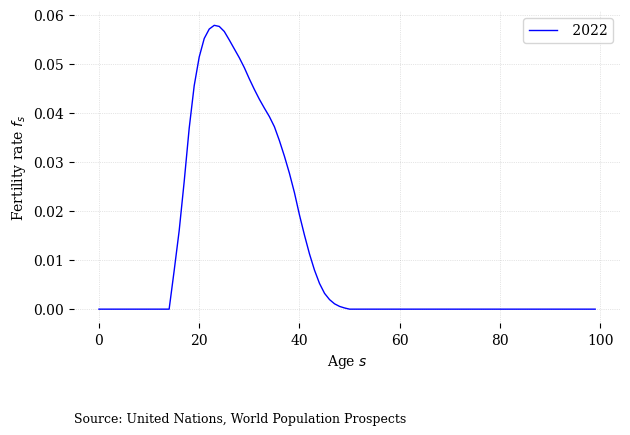 0.06
0.05
0.04
0.03
0.02
0.01
0.00
Fertility rate fₛ
2022
0 20 40 60 80 100
Age s
Source: United Nations, World Population Prospects